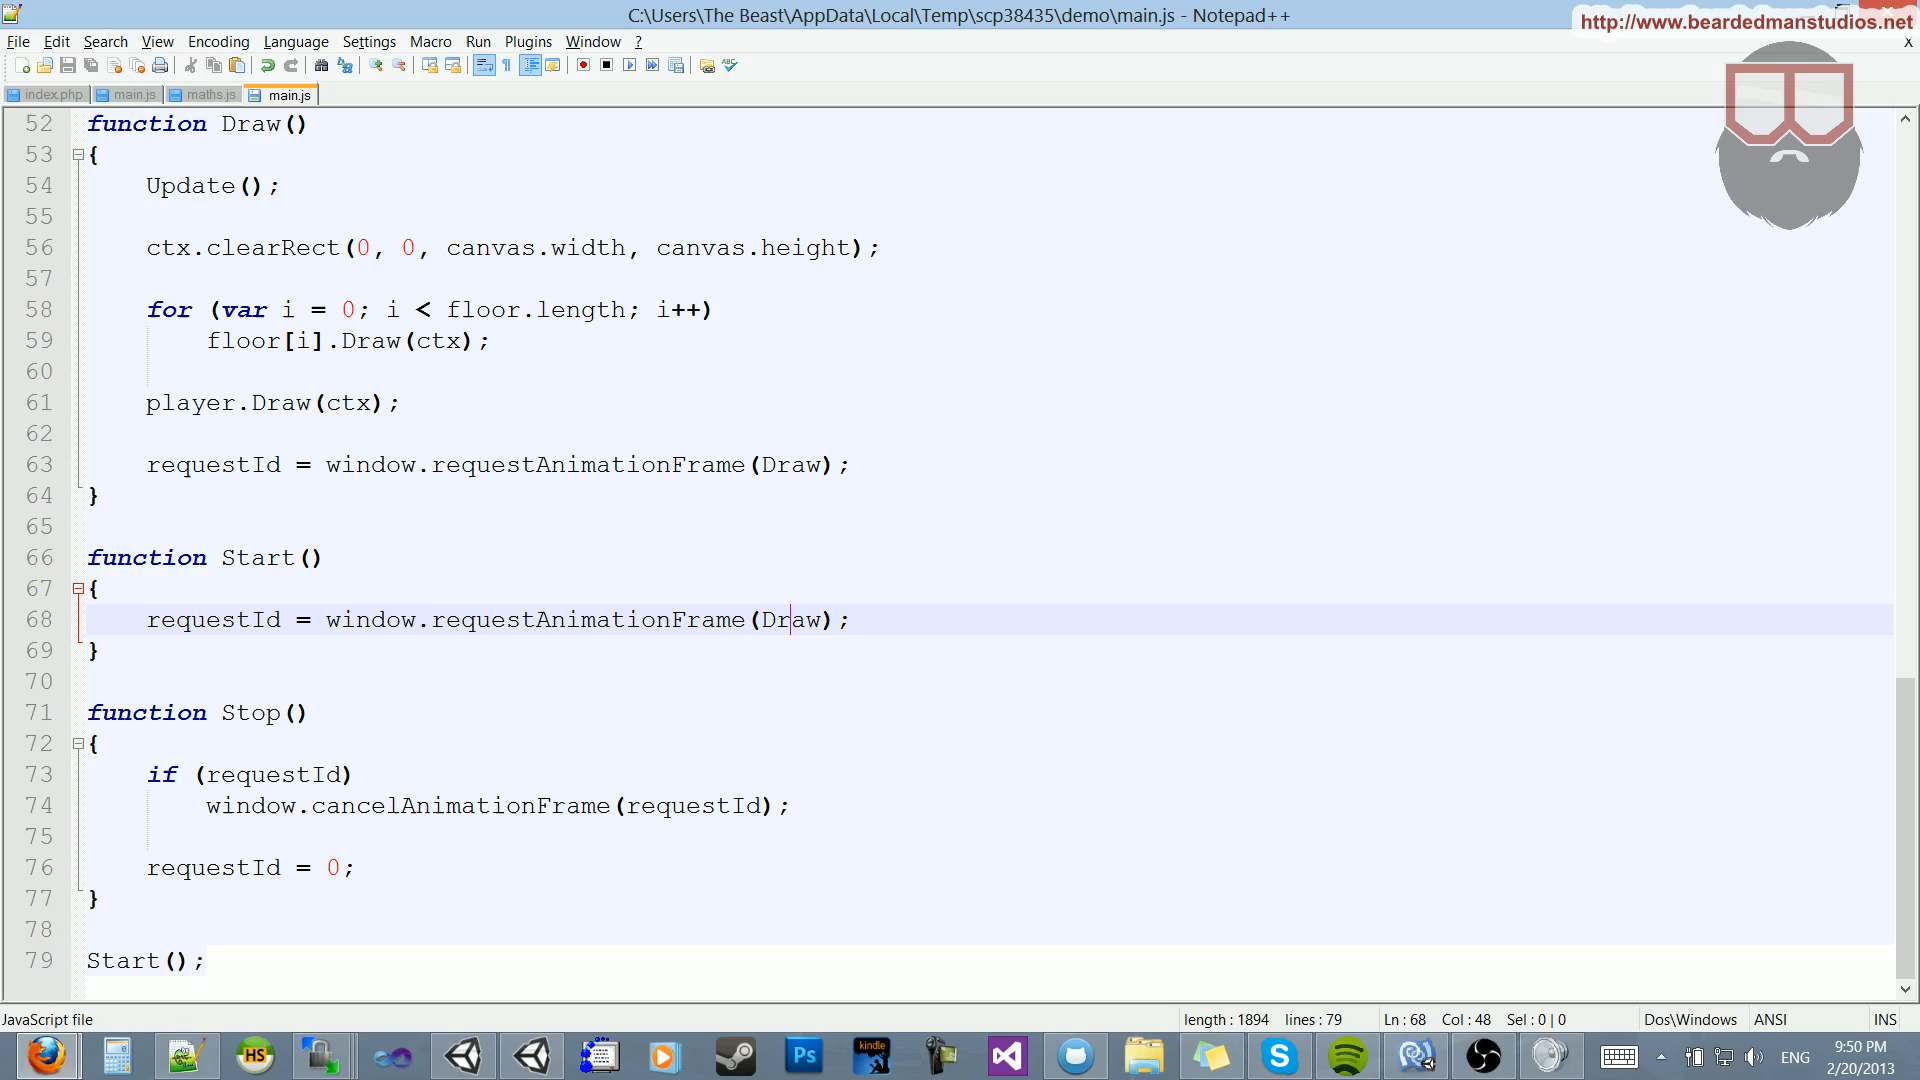 C:\Users\The Beast\AppData\Local\Temp\scp38435\demo\main.js - Notepad++
http://www.beardedmanstudios.net
File Edit Search View Encoding Language Settings Macro Run Plugins Window ? X
index.php main.js maths.js main.js
52 function Draw()
53 {
54 Update();
55
56 ctx.clearRect(0, 0, canvas.width, canvas.height);
57
58 for (var i = 0; i < floor.length; i++)
59 floor[i].Draw(ctx);
60
61 player.Draw(ctx);
62
63 requestId = window.requestAnimationFrame(Draw);
64 }
65
66 function Start()
67 {
68 requestId = window.requestAnimationFrame(Draw);
69 }
70
71 function Stop()
72 {
73 if (requestId)
74 window.cancelAnimationFrame(requestId);
75
76 requestId = 0;
77 }
78
79 Start();
JavaScript file length : 1894 lines : 79 Ln : 68 Col : 48 Sel : 0 | 0 Dos\Windows ANSI INS
HS Ps kindle ENG 9:50 PM
2/20/2013